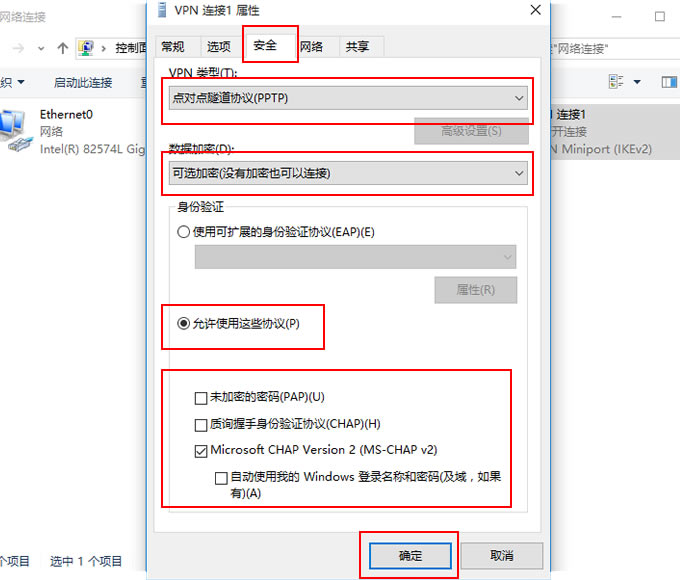 网络连接
VPN 连接1 属性
控制面
"网络连接"
常规
选项
安全
网络
共享
织
启动此连接
VPN 类型(T):
点对点隧道协议(PPTP)
高级设置(S)
数据加密(D):
可选加密(没有加密也可以连接)
Ethernet0
网络
Intel(R) 82574L Gig
连接1
开连接
N Miniport (IKEv2)
身份验证
使用可扩展的身份验证协议(EAP)(E)
属性(R)
允许使用这些协议(P)
未加密的密码(PAP)(U)
质询握手身份验证协议(CHAP)(H)
Microsoft CHAP Version 2 (MS-CHAP v2)
自动使用我的 Windows 登录名称和密码(及域，如果
有)(A)
确定
取消
个项目
选中 1 个项目